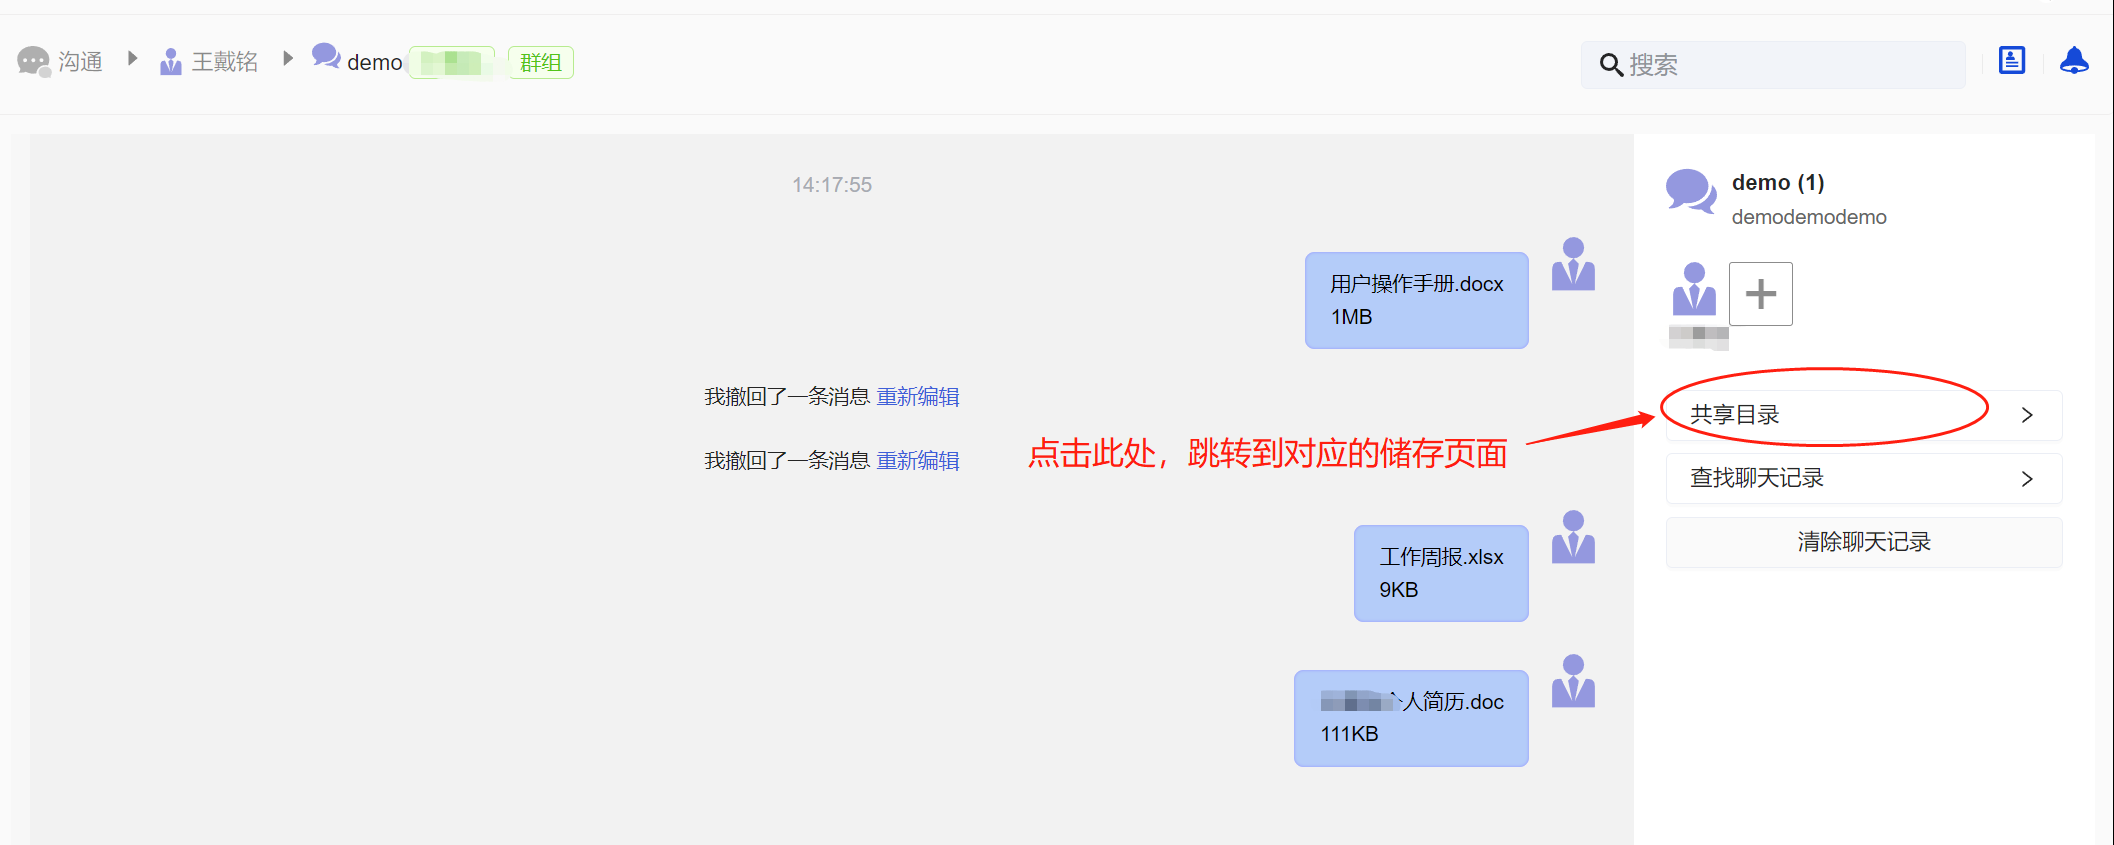 沟通 王戴铭 demo 群组
搜索
14:17:55
用户操作手册.docx
1MB
我撤回了一条消息 重新编辑
我撤回了一条消息 重新编辑
点击此处，跳转到对应的储存页面
工作周报.xlsx
9KB
个人简历.doc
111KB
demo (1)
demodemodemo
共享目录
查找聊天记录
清除聊天记录